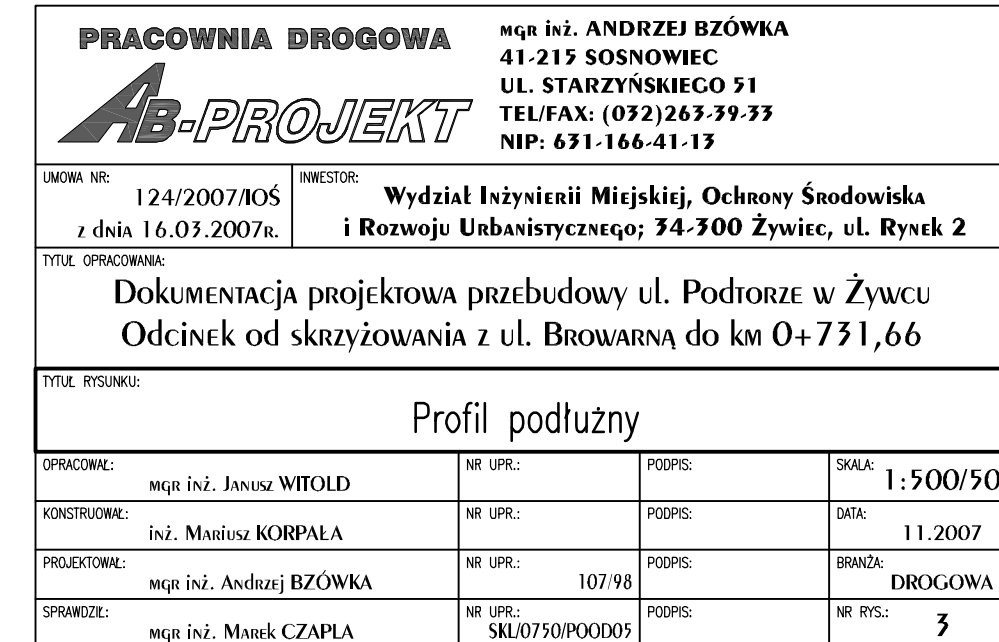 PRACOWNIA DROGOWA
AB-PROJEKT
mgr inż. ANDRZEJ BZÓWKA
41-215 SOSNOWIEC
UL. STARZYŃSKIEGO 51
TEL/FAX: (032)263-39-33
NIP: 631-166-41-13
UMOWA NR:
124/2007/IOŚ
z dnia 16.03.2007r.
INWESTOR:
Wydział Inżynierii Miejskiej, Ochrony Środowiska
i Rozwoju Urbanistycznego; 34-300 Żywiec, ul. Rynek 2
TYTUŁ OPRACOWANIA:
Dokumentacja projektowa przebudowy ul. Podtorze w Żywcu
Odcinek od skrzyżowania z ul. Browarną do km 0+731,66
TYTUŁ RYSUNKU:
Profil podłużny
OPRACOWAŁ:
mgr inż. Janusz WITOLD
NR UPR.:
PODPIS:
SKALA: 1:500/50
KONSTRUOWAŁ:
inż. Mariusz KORPAŁA
NR UPR.:
PODPIS:
DATA:
11.2007
PROJEKTOWAŁ:
mgr inż. Andrzej BZÓWKA
NR UPR.:
107/98
PODPIS:
BRANŻA:
DROGOWA
SPRAWDZIŁ:
mgr inż. Marek CZAPLA
NR UPR.:
SKL/0750/POOD05
PODPIS:
NR RYS.:
3